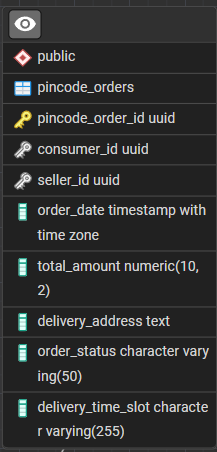 public
pincode_orders
pincode_order_id uuid
consumer_id uuid
seller_id uuid
order_date timestamp with
time zone
total_amount numeric(10,
2)
delivery_address text
order_status character vary
ing(50)
delivery_time_slot characte
r varying(255)